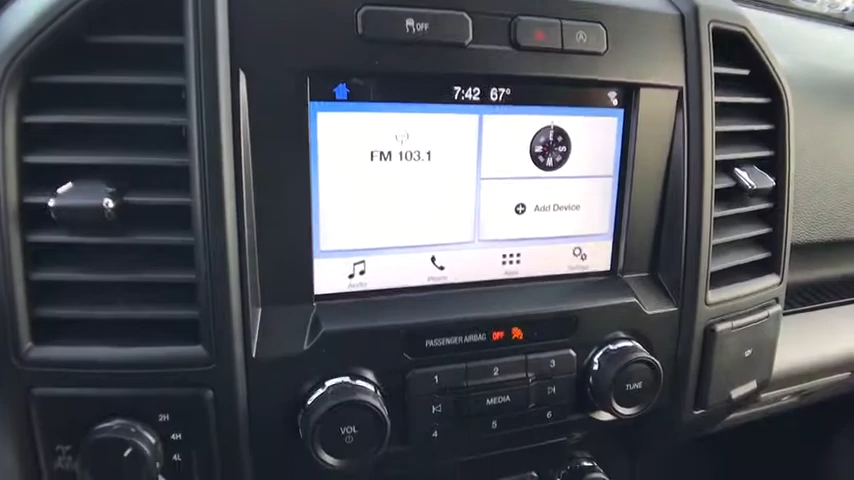 OFF
A
7:42 67°
FM 103.1
S
W
N
Add Device
Audio Phone Apps Settings
PASSENGER AIRBAG OFF
1 2 3
MEDIA
4 5 6
VOL
TUNE
2H
4H
4L